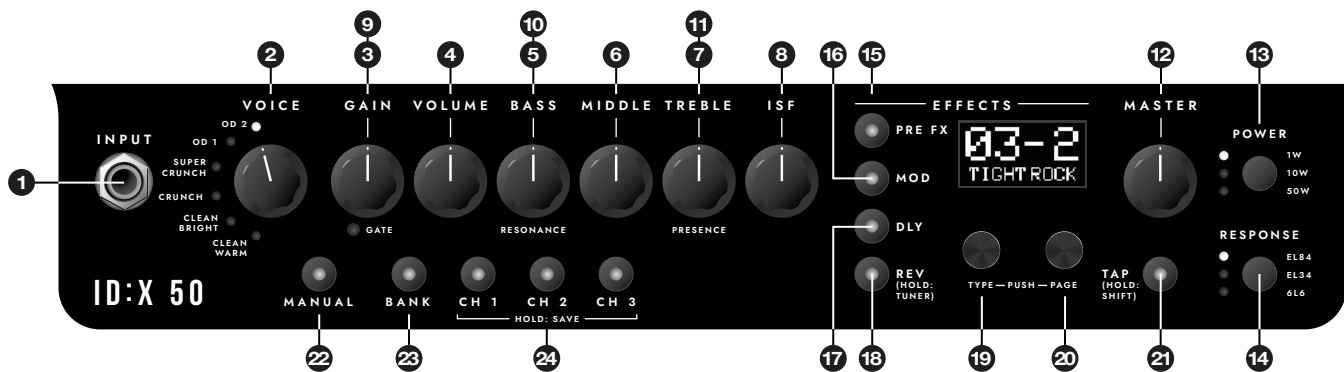 9
10
11
2
3
4
5
6
7
8
16
15
12
13
VOICE
GAIN
VOLUME
BASS
MIDDLE
TREBLE
ISF
EFFECTS
MASTER
INPUT
OD 2
OD 1
SUPER
CRUNCH
CRUNCH
CLEAN
BRIGHT
CLEAN
WARM
1
GATE
RESONANCE
PRESENCE
PRE FX
MOD
DLY
REV
(HOLD:
TUNER)
03-2
TIGHT ROCK
POWER
1W
10W
50W
RESPONSE
EL84
EL34
6L6
TYPE — PUSH — PAGE
TAP
(HOLD:
SHIFT)
ID:X 50
MANUAL
BANK
CH 1
CH 2
CH 3
HOLD: SAVE
22
23
24
17
18
19
20
21
14